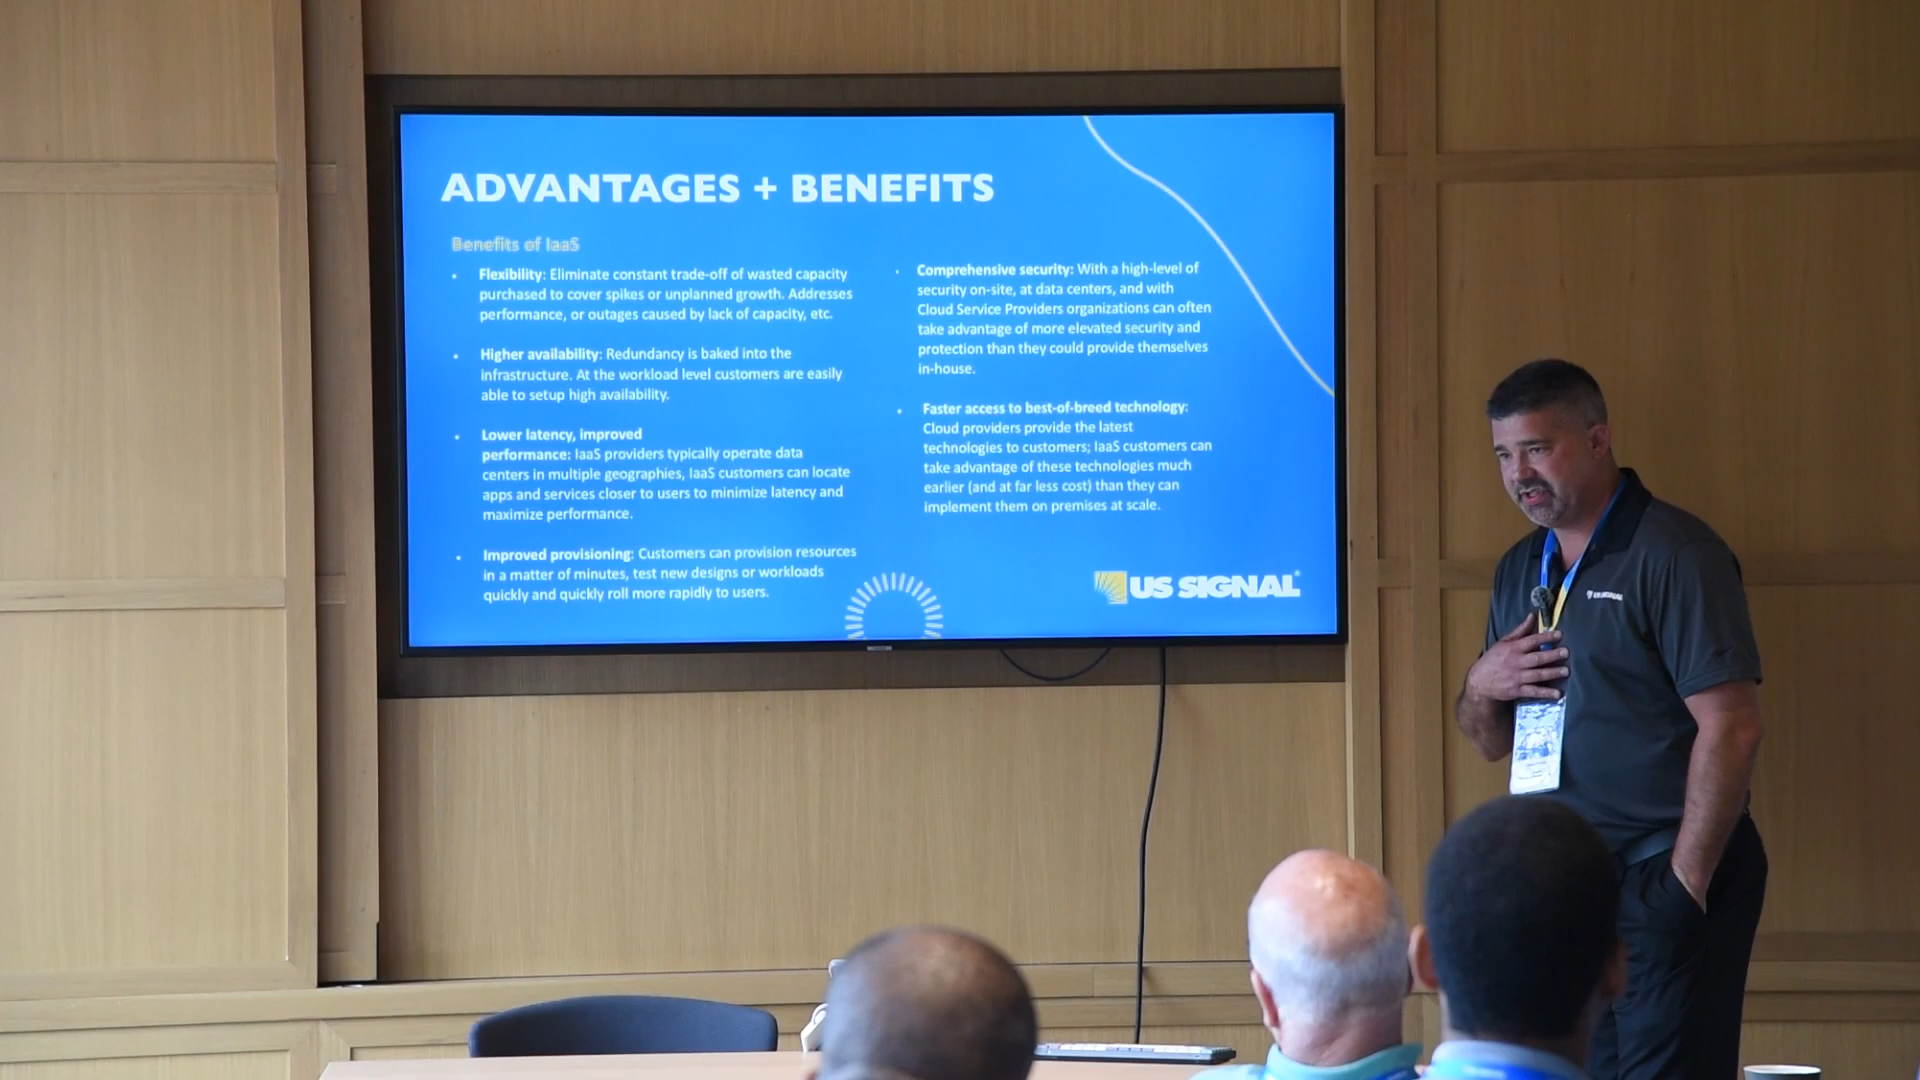 ADVANTAGES + BENEFITS
Benefits of IaaS
• Flexibility: Eliminate constant trade-off of wasted capacity
purchased to cover spikes or unplanned growth. Addresses
performance, or outages caused by lack of capacity, etc.
• Higher availability: Redundancy is baked into the
infrastructure. At the workload level customers are easily
able to setup high availability.
• Lower latency, improved
performance: IaaS providers typically operate data
centers in multiple geographies, IaaS customers can locate
apps and services closer to users to minimize latency and
maximize performance.
• Improved provisioning: Customers can provision resources
in a matter of minutes, test new designs or workloads
quickly and quickly roll more rapidly to users.
• Comprehensive security: With a high-level of
security on-site, at data centers, and with
Cloud Service Providers organizations can often
take advantage of more elevated security and
protection than they could provide themselves
in-house.
• Faster access to best-of-breed technology:
Cloud providers provide the latest
technologies to customers; IaaS customers can
take advantage of these technologies much
earlier (and at far less cost) than they can
implement them on premises at scale.
US SIGNAL
US SIGNAL